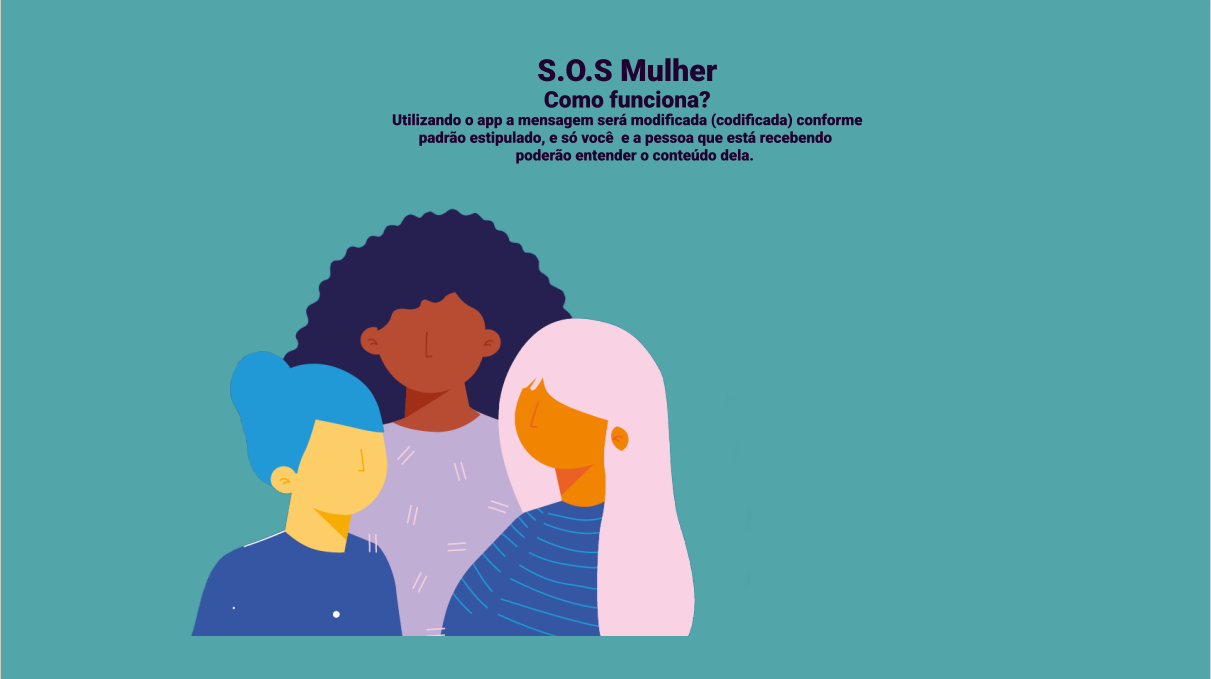 S.O.S Mulher
Como funciona?
Utilizando o app a mensagem será modificada (codificada) conforme
padrão estipulado, e só você e a pessoa que está recebendo
poderão entender o conteúdo dela.